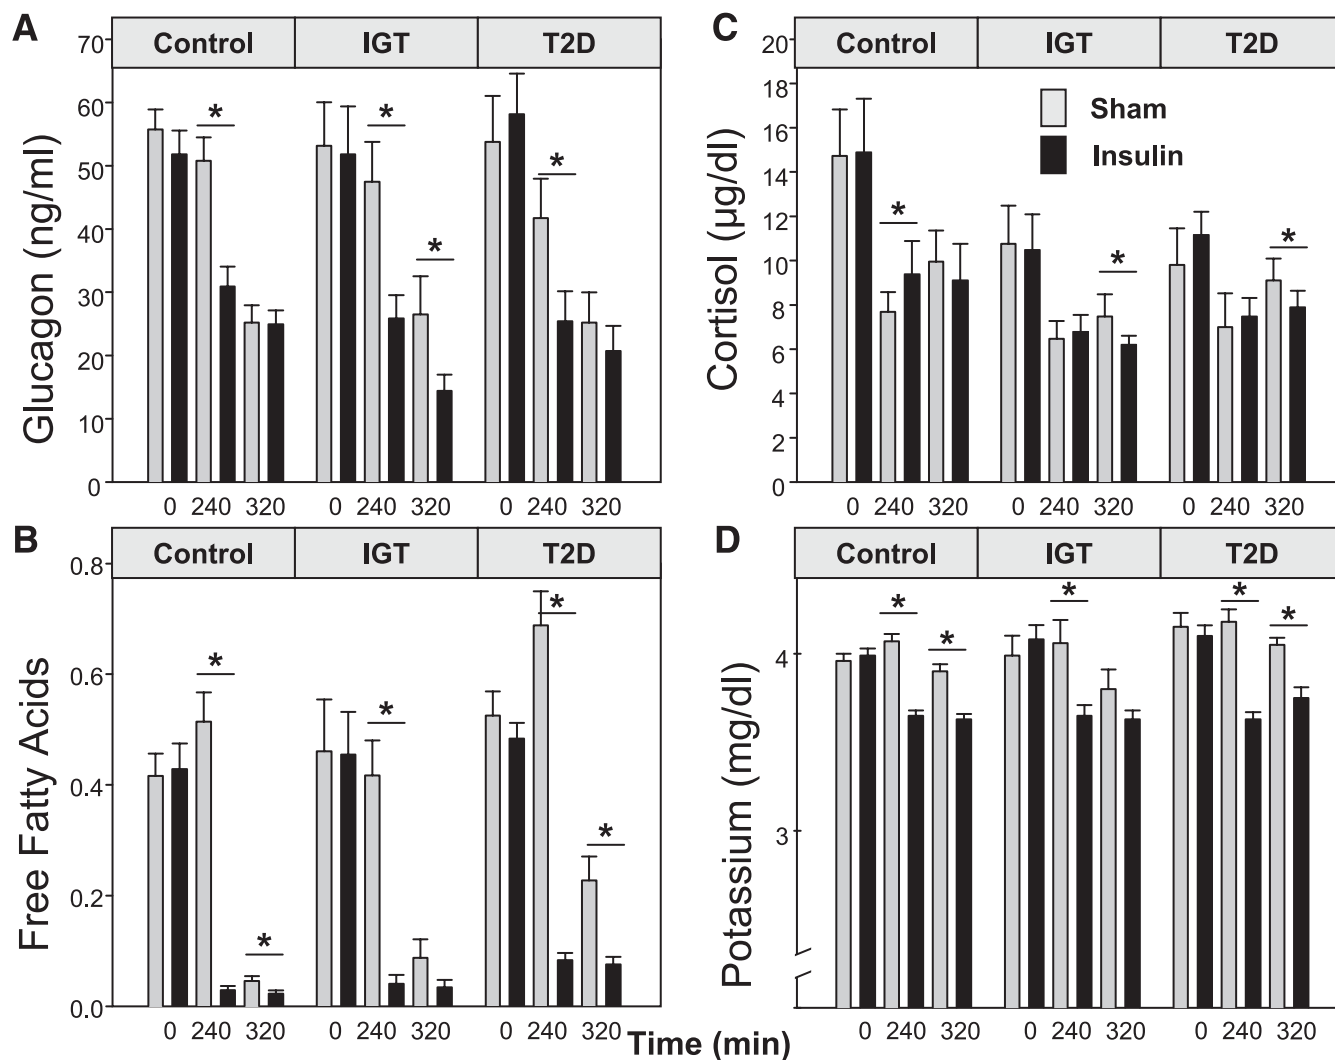 A
Control IGT T2D
70
60
50
40
30
20
10
0
Glucagon (ng/ml)
* * * *
0 240 320 0 240 320 0 240 320
C
Control IGT T2D
20
18
16
14
12
10
8
6
4
2
0
Cortisol (µg/dl)
Sham
Insulin
* * *
0 240 320 0 240 320 0 240 320
B
Control IGT T2D
0.8
0.6
0.4
0.2
0.0
Free Fatty Acids
* * * * *
0 240 320 0 240 320 0 240 320
D
Control IGT T2D
4
3
Potassium (mg/dl)
* * * * *
0 240 320 0 240 320 0 240 320
Time (min)